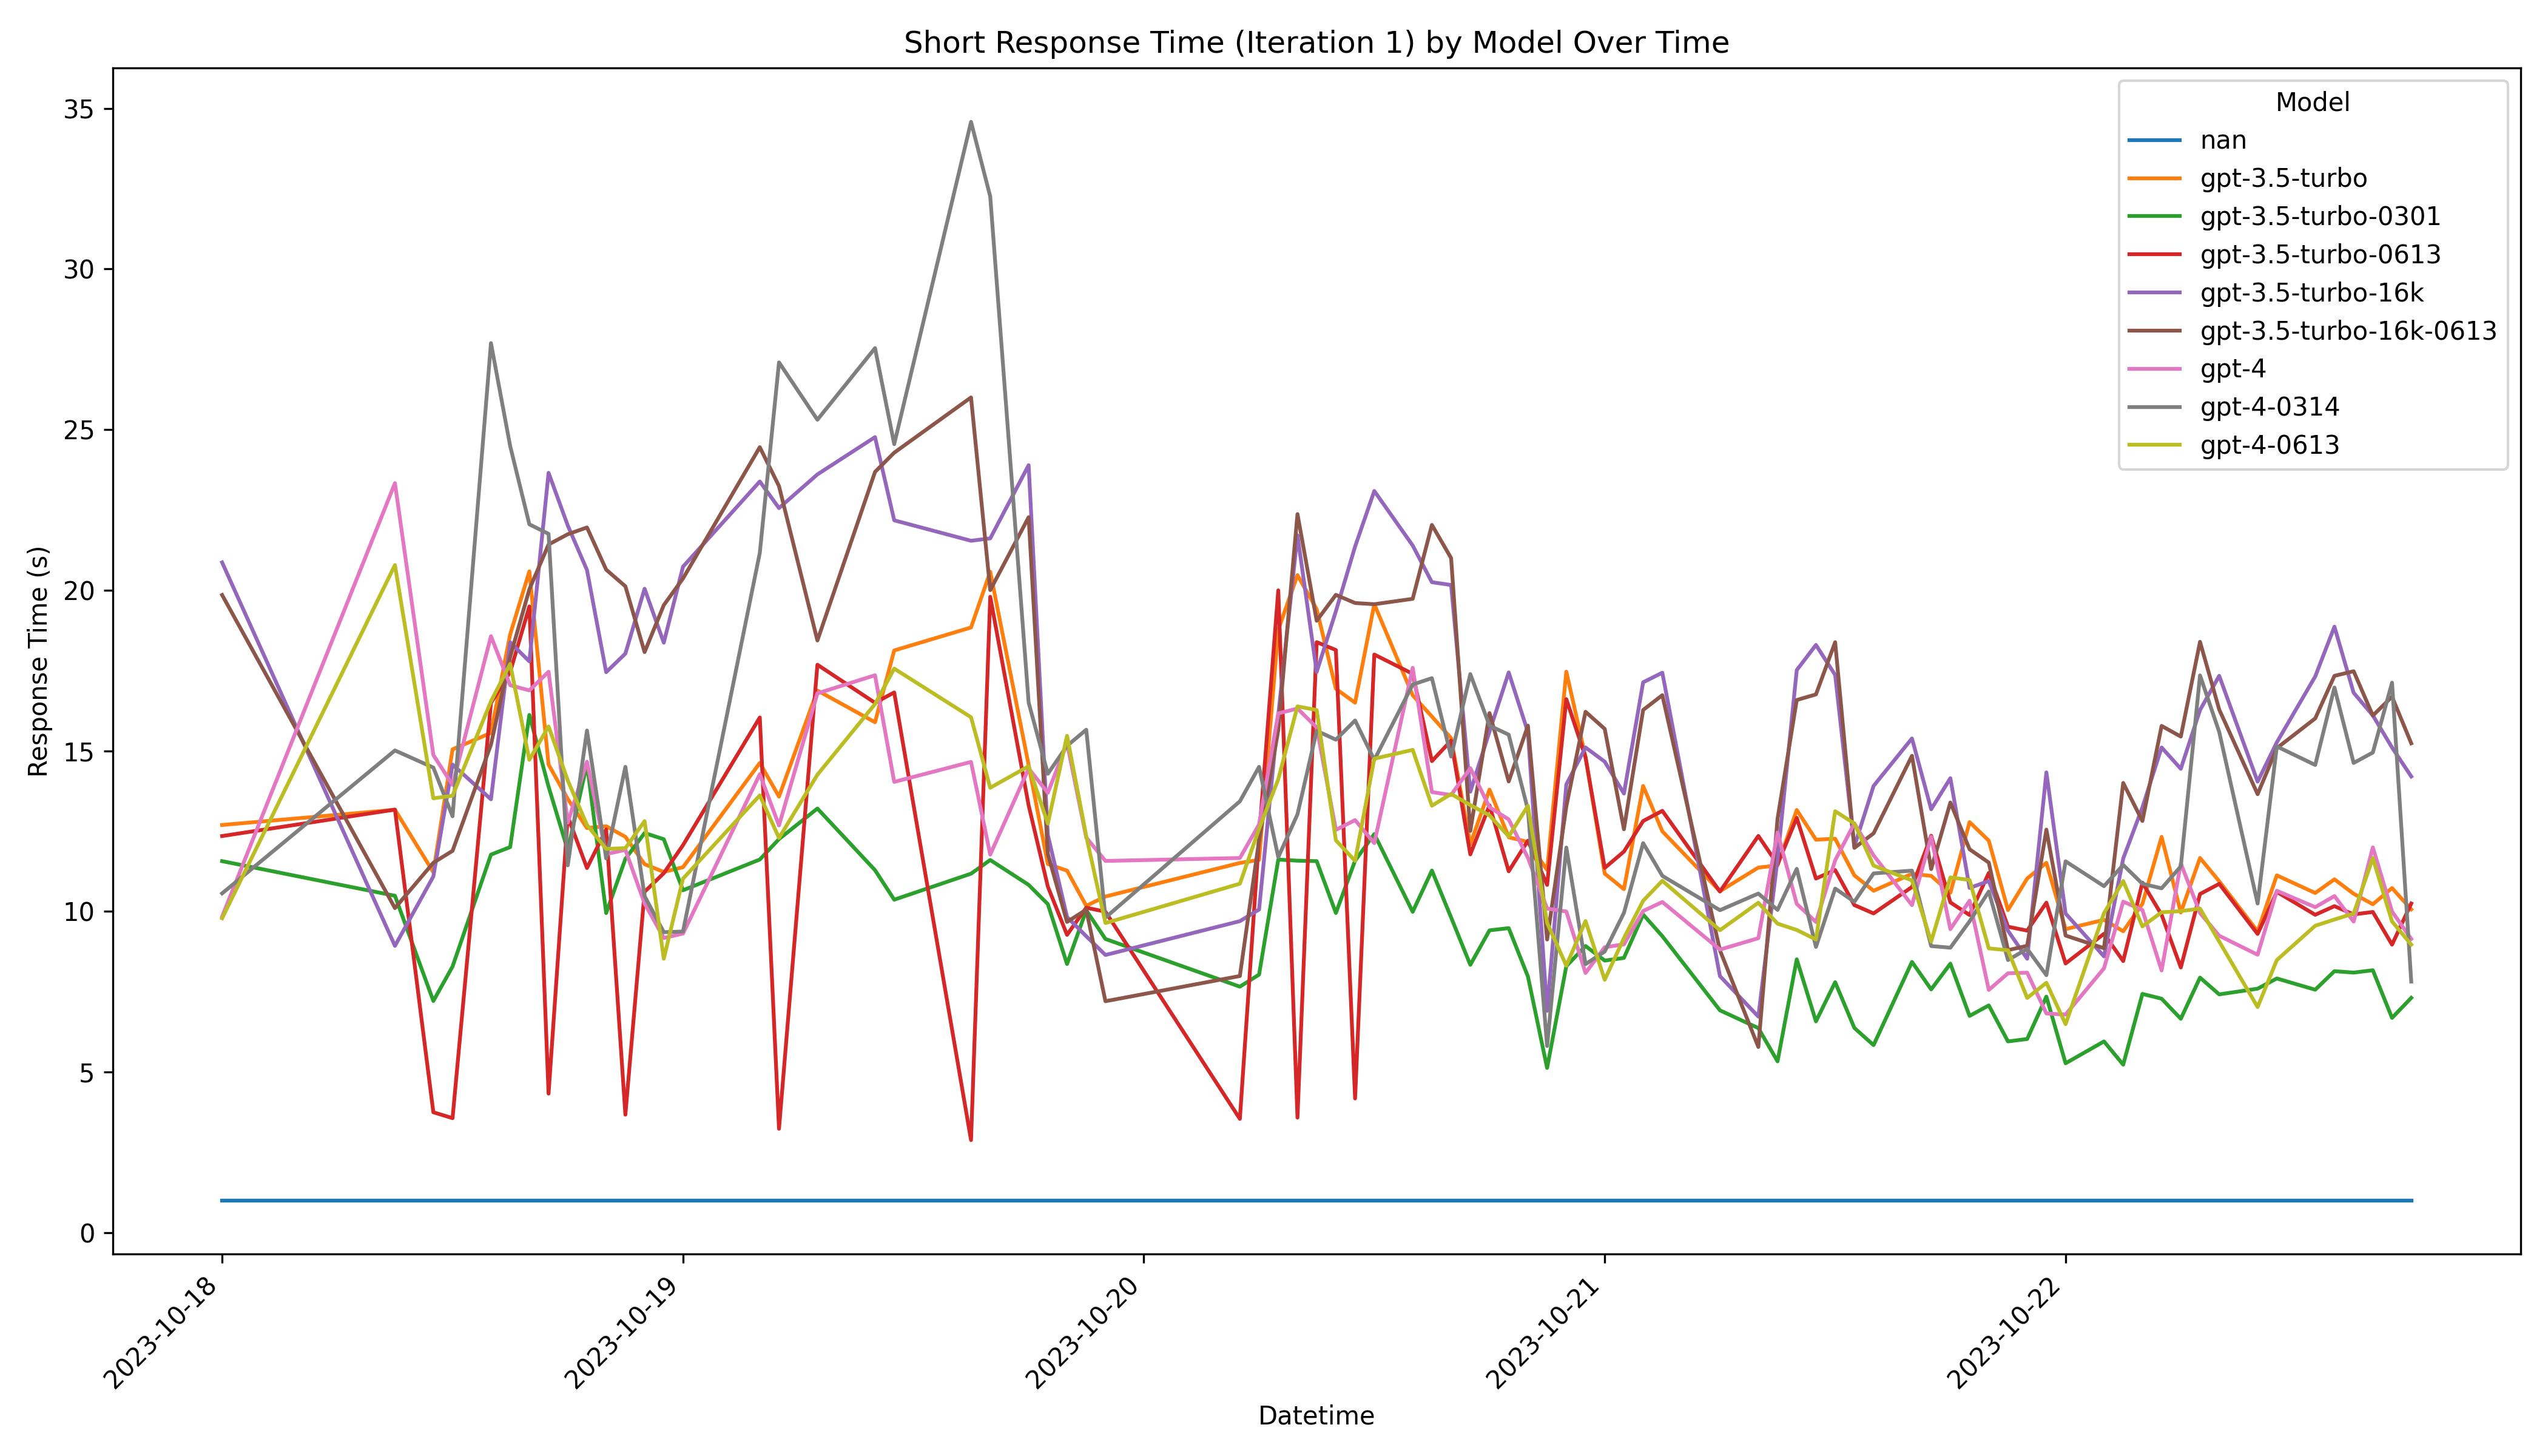 Short Response Time (Iteration 1) by Model Over Time
Model
nan
gpt-3.5-turbo
gpt-3.5-turbo-0301
gpt-3.5-turbo-0613
gpt-3.5-turbo-16k
gpt-3.5-turbo-16k-0613
gpt-4
gpt-4-0314
gpt-4-0613
Response Time (s)
35
30
25
20
15
10
5
0
2023-10-18
2023-10-19
2023-10-20
2023-10-21
2023-10-22
Datetime